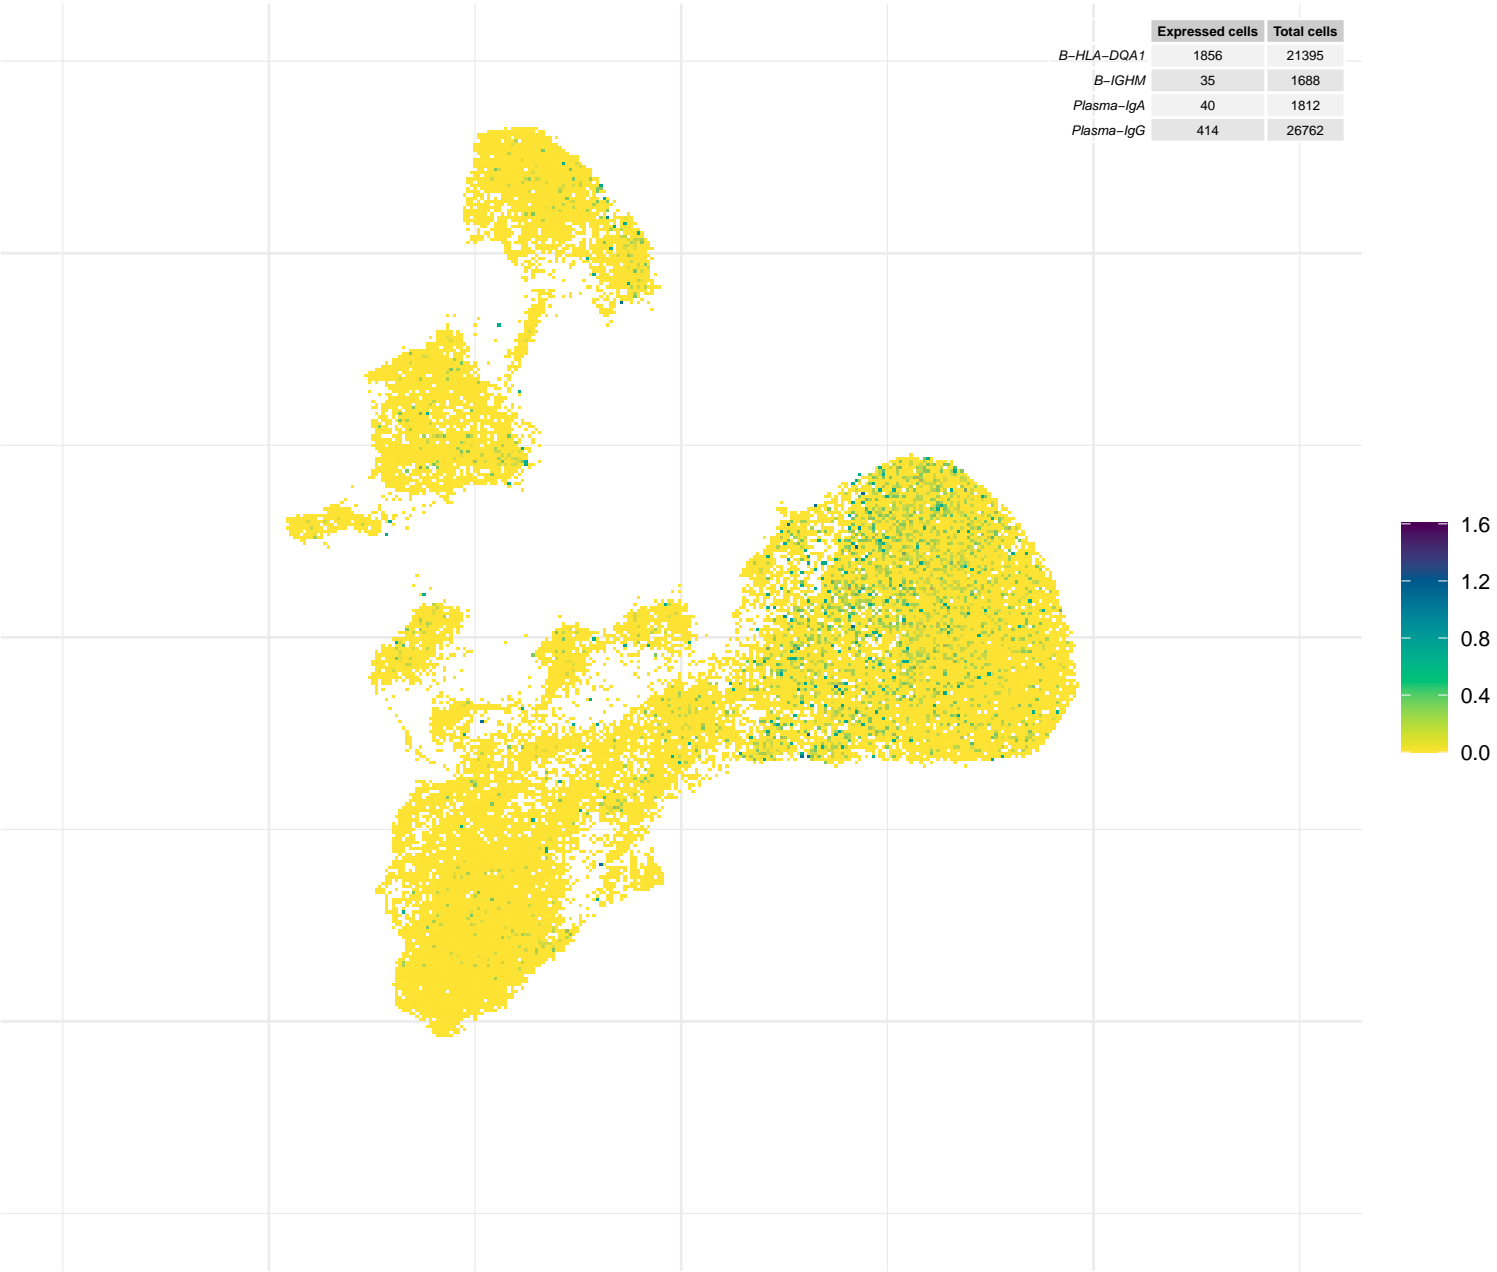 Expressed cells Total cells
B−HLA−DQA1 1856 21395
B−IGHM 35 1688
Plasma−IgA 40 1812
Plasma−IgG 414 26762
1.6
1.2
0.8
0.4
0.0